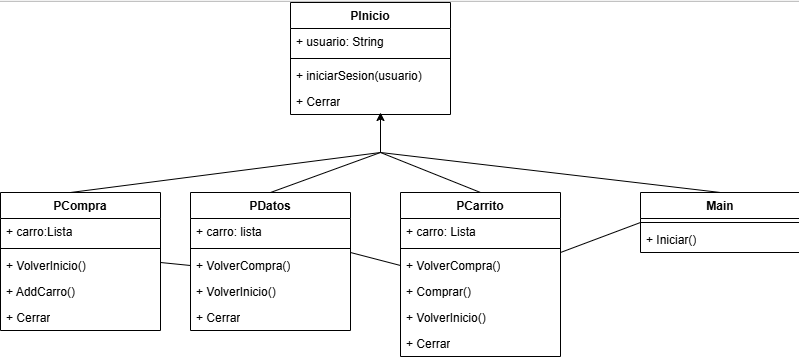 PInicio
+ usuario: String
+ iniciarSesion(usuario)
+ Cerrar
PCompra
+ carro:Lista
+ VolverInicio()
+ AddCarro()
+ Cerrar
PDatos
+ carro: lista
+ VolverCompra()
+ VolverInicio()
+ Cerrar
PCarrito
+ carro: Lista
+ VolverCompra()
+ Comprar()
+ VolverInicio()
+ Cerrar
Main
+ Iniciar()